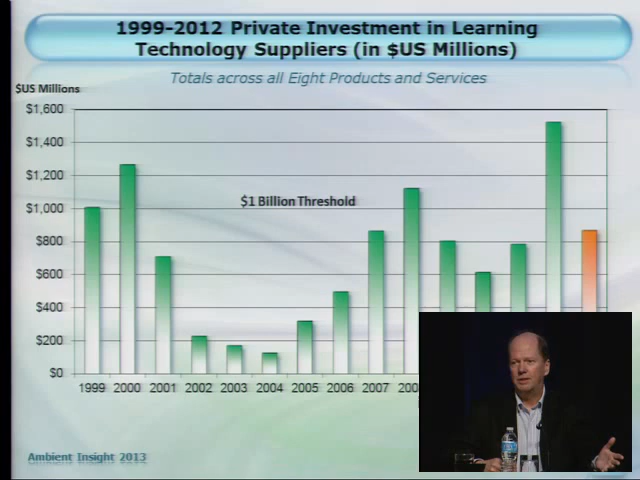 1999-2012 Private Investment in Learning
Technology Suppliers (in $US Millions)
Totals across all Eight Products and Services
$US Millions
$1,600
$1,400
$1,200
$1,000
$1 Billion Threshold
$800
$600
$400
$200
$0
1999 2000 2001 2002 2003 2004 2005 2006 2007
Ambient Insight 2013